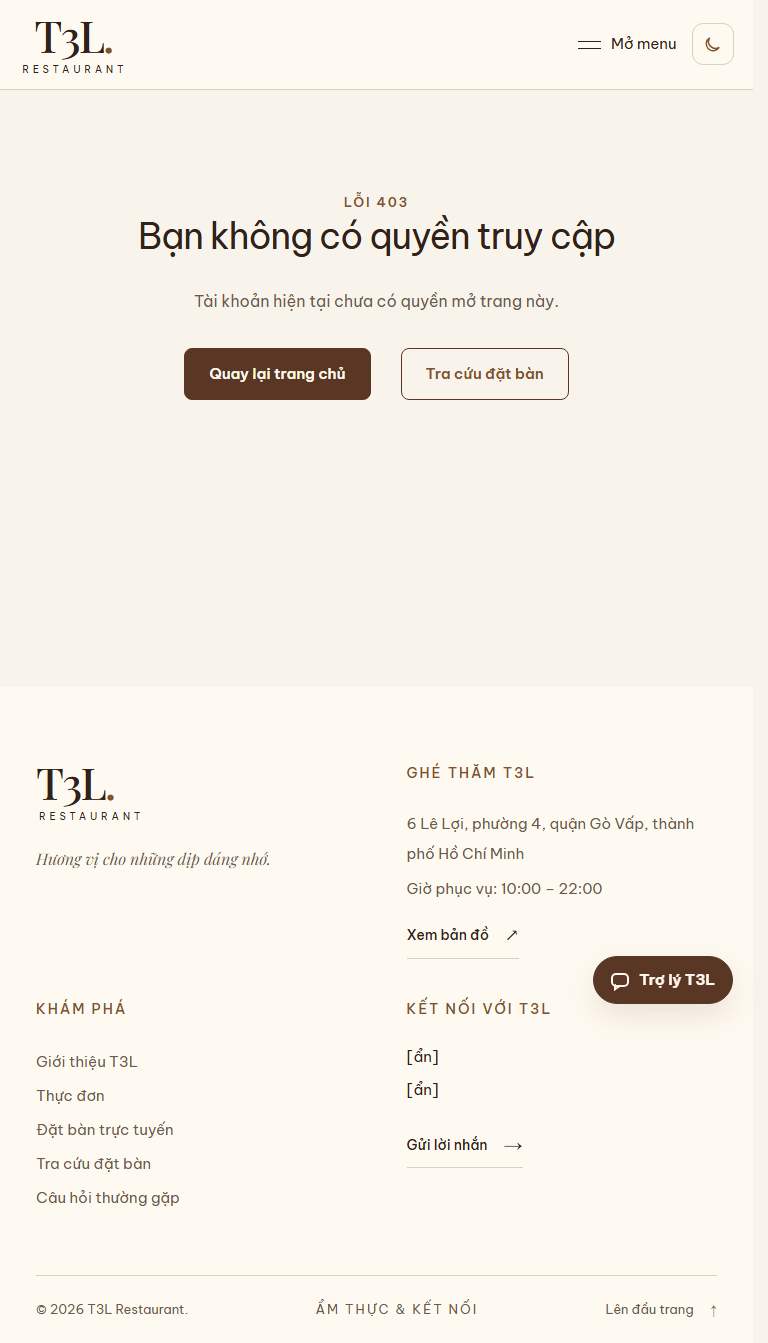 T3L.
RESTAURANT
Mở menu
LỖI 403
Bạn không có quyền truy cập
Tài khoản hiện tại chưa có quyền mở trang này.
Quay lại trang chủ
Tra cứu đặt bàn
T3L.
RESTAURANT
Hương vị cho những dịp đáng nhớ.
GHÉ THĂM T3L
6 Lê Lợi, phường 4, quận Gò Vấp, thành
phố Hồ Chí Minh
Giờ phục vụ: 10:00 – 22:00
Xem bản đồ ↗
Trợ lý T3L
KHÁM PHÁ
Giới thiệu T3L
Thực đơn
Đặt bàn trực tuyến
Tra cứu đặt bàn
Câu hỏi thường gặp
KẾT NỐI VỚI T3L
[ẩn]
[ẩn]
Gửi lời nhắn →
© 2026 T3L Restaurant.
ẨM THỰC & KẾT NỐI
Lên đầu trang ↑